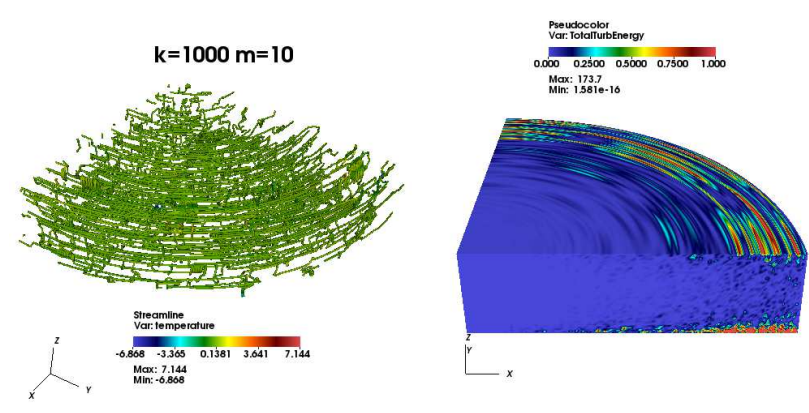 k=1000 m=10
Streamline
Var: temperature
-6.868 -3.365 0.1381 3.641 7.144
Max: 7.144
Min: -6.868
Z
X
Y
Pseudocolor
Var: TotalTurbEnergy
0.000 0.2500 0.5000 0.7500 1.000
Max: 173.7
Min: 1.581e-16
Z
Y
X